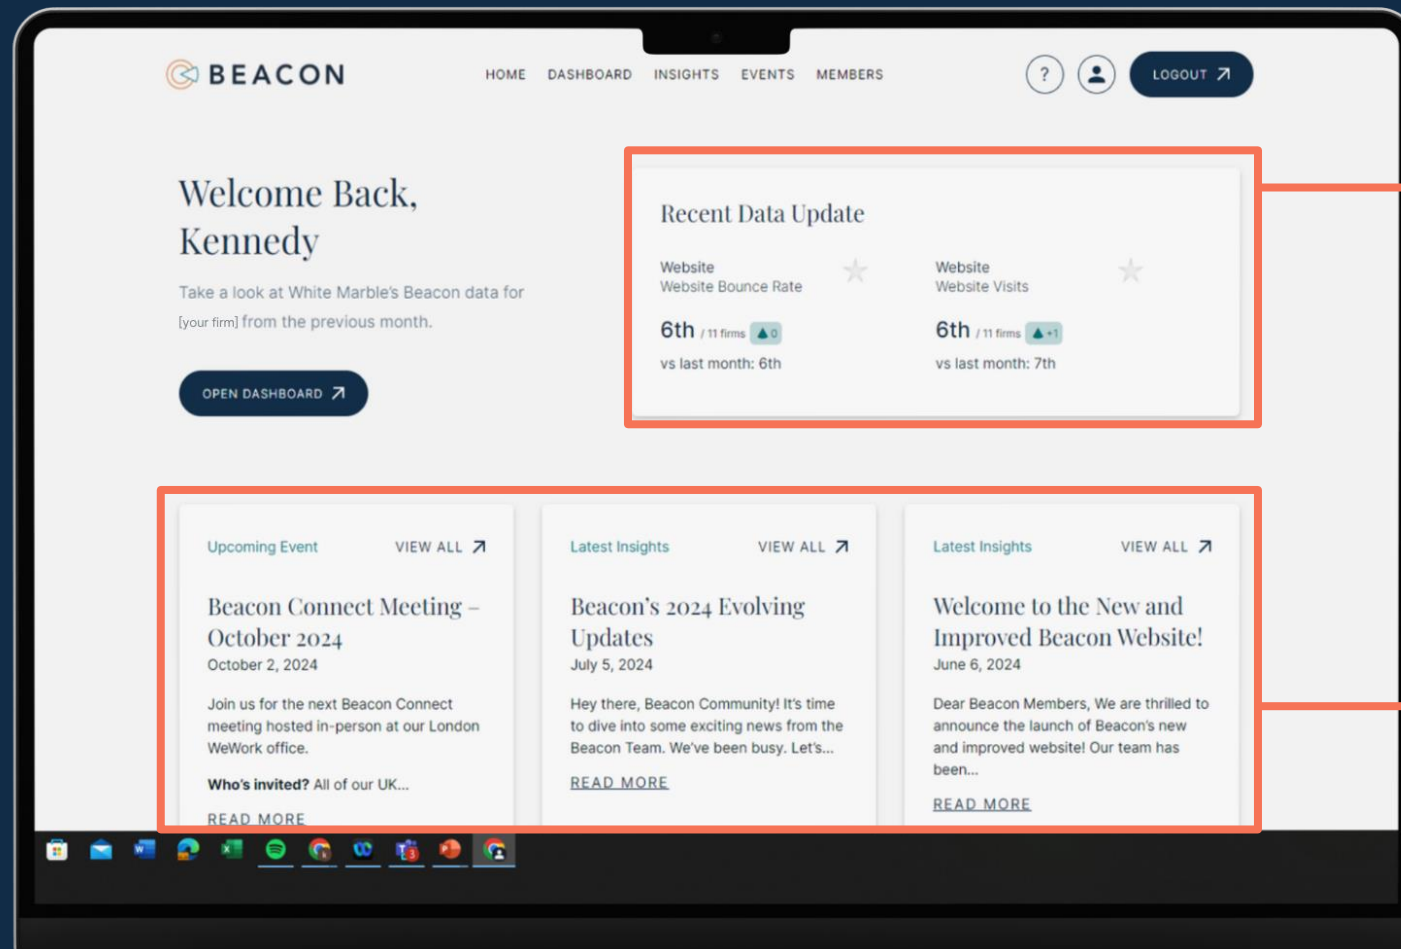 BEACON
HOME DASHBOARD INSIGHTS EVENTS MEMBERS
?
LOGOUT
Welcome Back,
Kennedy
Take a look at White Marble's Beacon data for
[your firm] from the previous month.
OPEN DASHBOARD
Recent Data Update
Website
Website Bounce Rate
6th / 11 firms ▲ 0
vs last month: 6th
Website
Website Visits
6th / 11 firms ▲ +1
vs last month: 7th
Upcoming Event VIEW ALL
Beacon Connect Meeting –
October 2024
October 2, 2024
Join us for the next Beacon Connect
meeting hosted in-person at our London
WeWork office.
Who's invited? All of our UK...
READ MORE
Latest Insights VIEW ALL
Beacon's 2024 Evolving
Updates
July 5, 2024
Hey there, Beacon Community! It's time
to dive into some exciting news from the
Beacon Team. We've been busy. Let's...
READ MORE
Latest Insights VIEW ALL
Welcome to the New and
Improved Beacon Website!
June 6, 2024
Dear Beacon Members, We are thrilled to
announce the launch of Beacon's new
and improved website! Our team has
been...
READ MORE